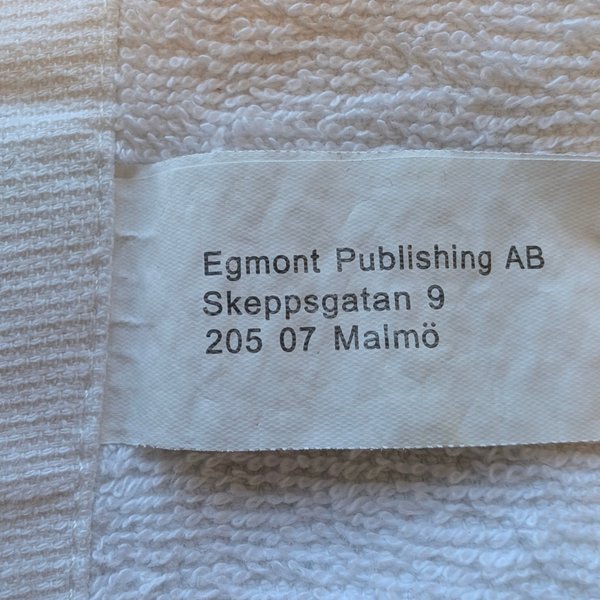 Egmont Publishing AB
Skeppsgatan 9
205 07 Malmö